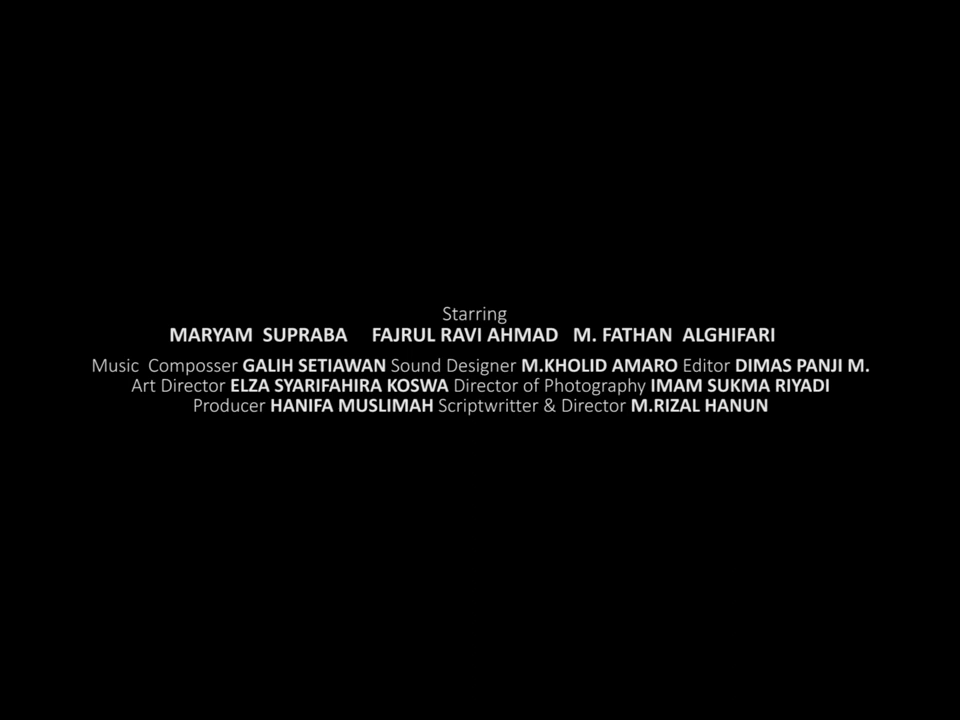 Starring
MARYAM SUPRABA FAJRUL RAVI AHMAD M. FATHAN ALGHIFARI
Music Composser GALIH SETIAWAN Sound Designer M.KHOLID AMARO Editor DIMAS PANJI M.
Art Director ELZA SYARIFAHIRA KOSWA Director of Photography IMAM SUKMA RIYADI
Producer HANIFA MUSLIMAH Scriptwritter & Director M.RIZAL HANUN